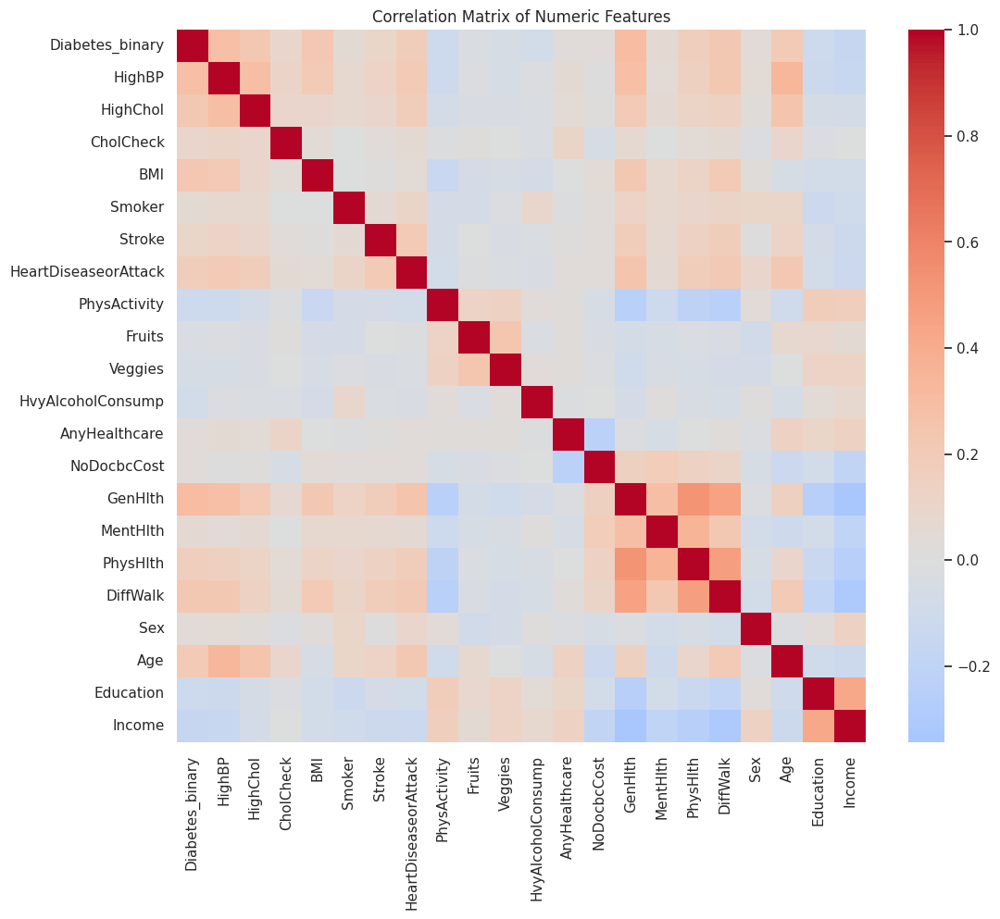 Correlation Matrix of Numeric Features
Diabetes_binary
HighBP
HighChol
CholCheck
BMI
Smoker
Stroke
HeartDiseaseorAttack
PhysActivity
Fruits
Veggies
HvyAlcoholConsump
AnyHealthcare
NoDocbcCost
GenHlth
MentHlth
PhysHlth
DiffWalk
Sex
Age
Education
Income
Diabetes_binary
HighBP
HighChol
CholCheck
BMI
Smoker
Stroke
HeartDiseaseorAttack
PhysActivity
Fruits
Veggies
HvyAlcoholConsump
AnyHealthcare
NoDocbcCost
GenHlth
MentHlth
PhysHlth
DiffWalk
Sex
Age
Education
Income
1.0
0.8
0.6
0.4
0.2
0.0
−0.2